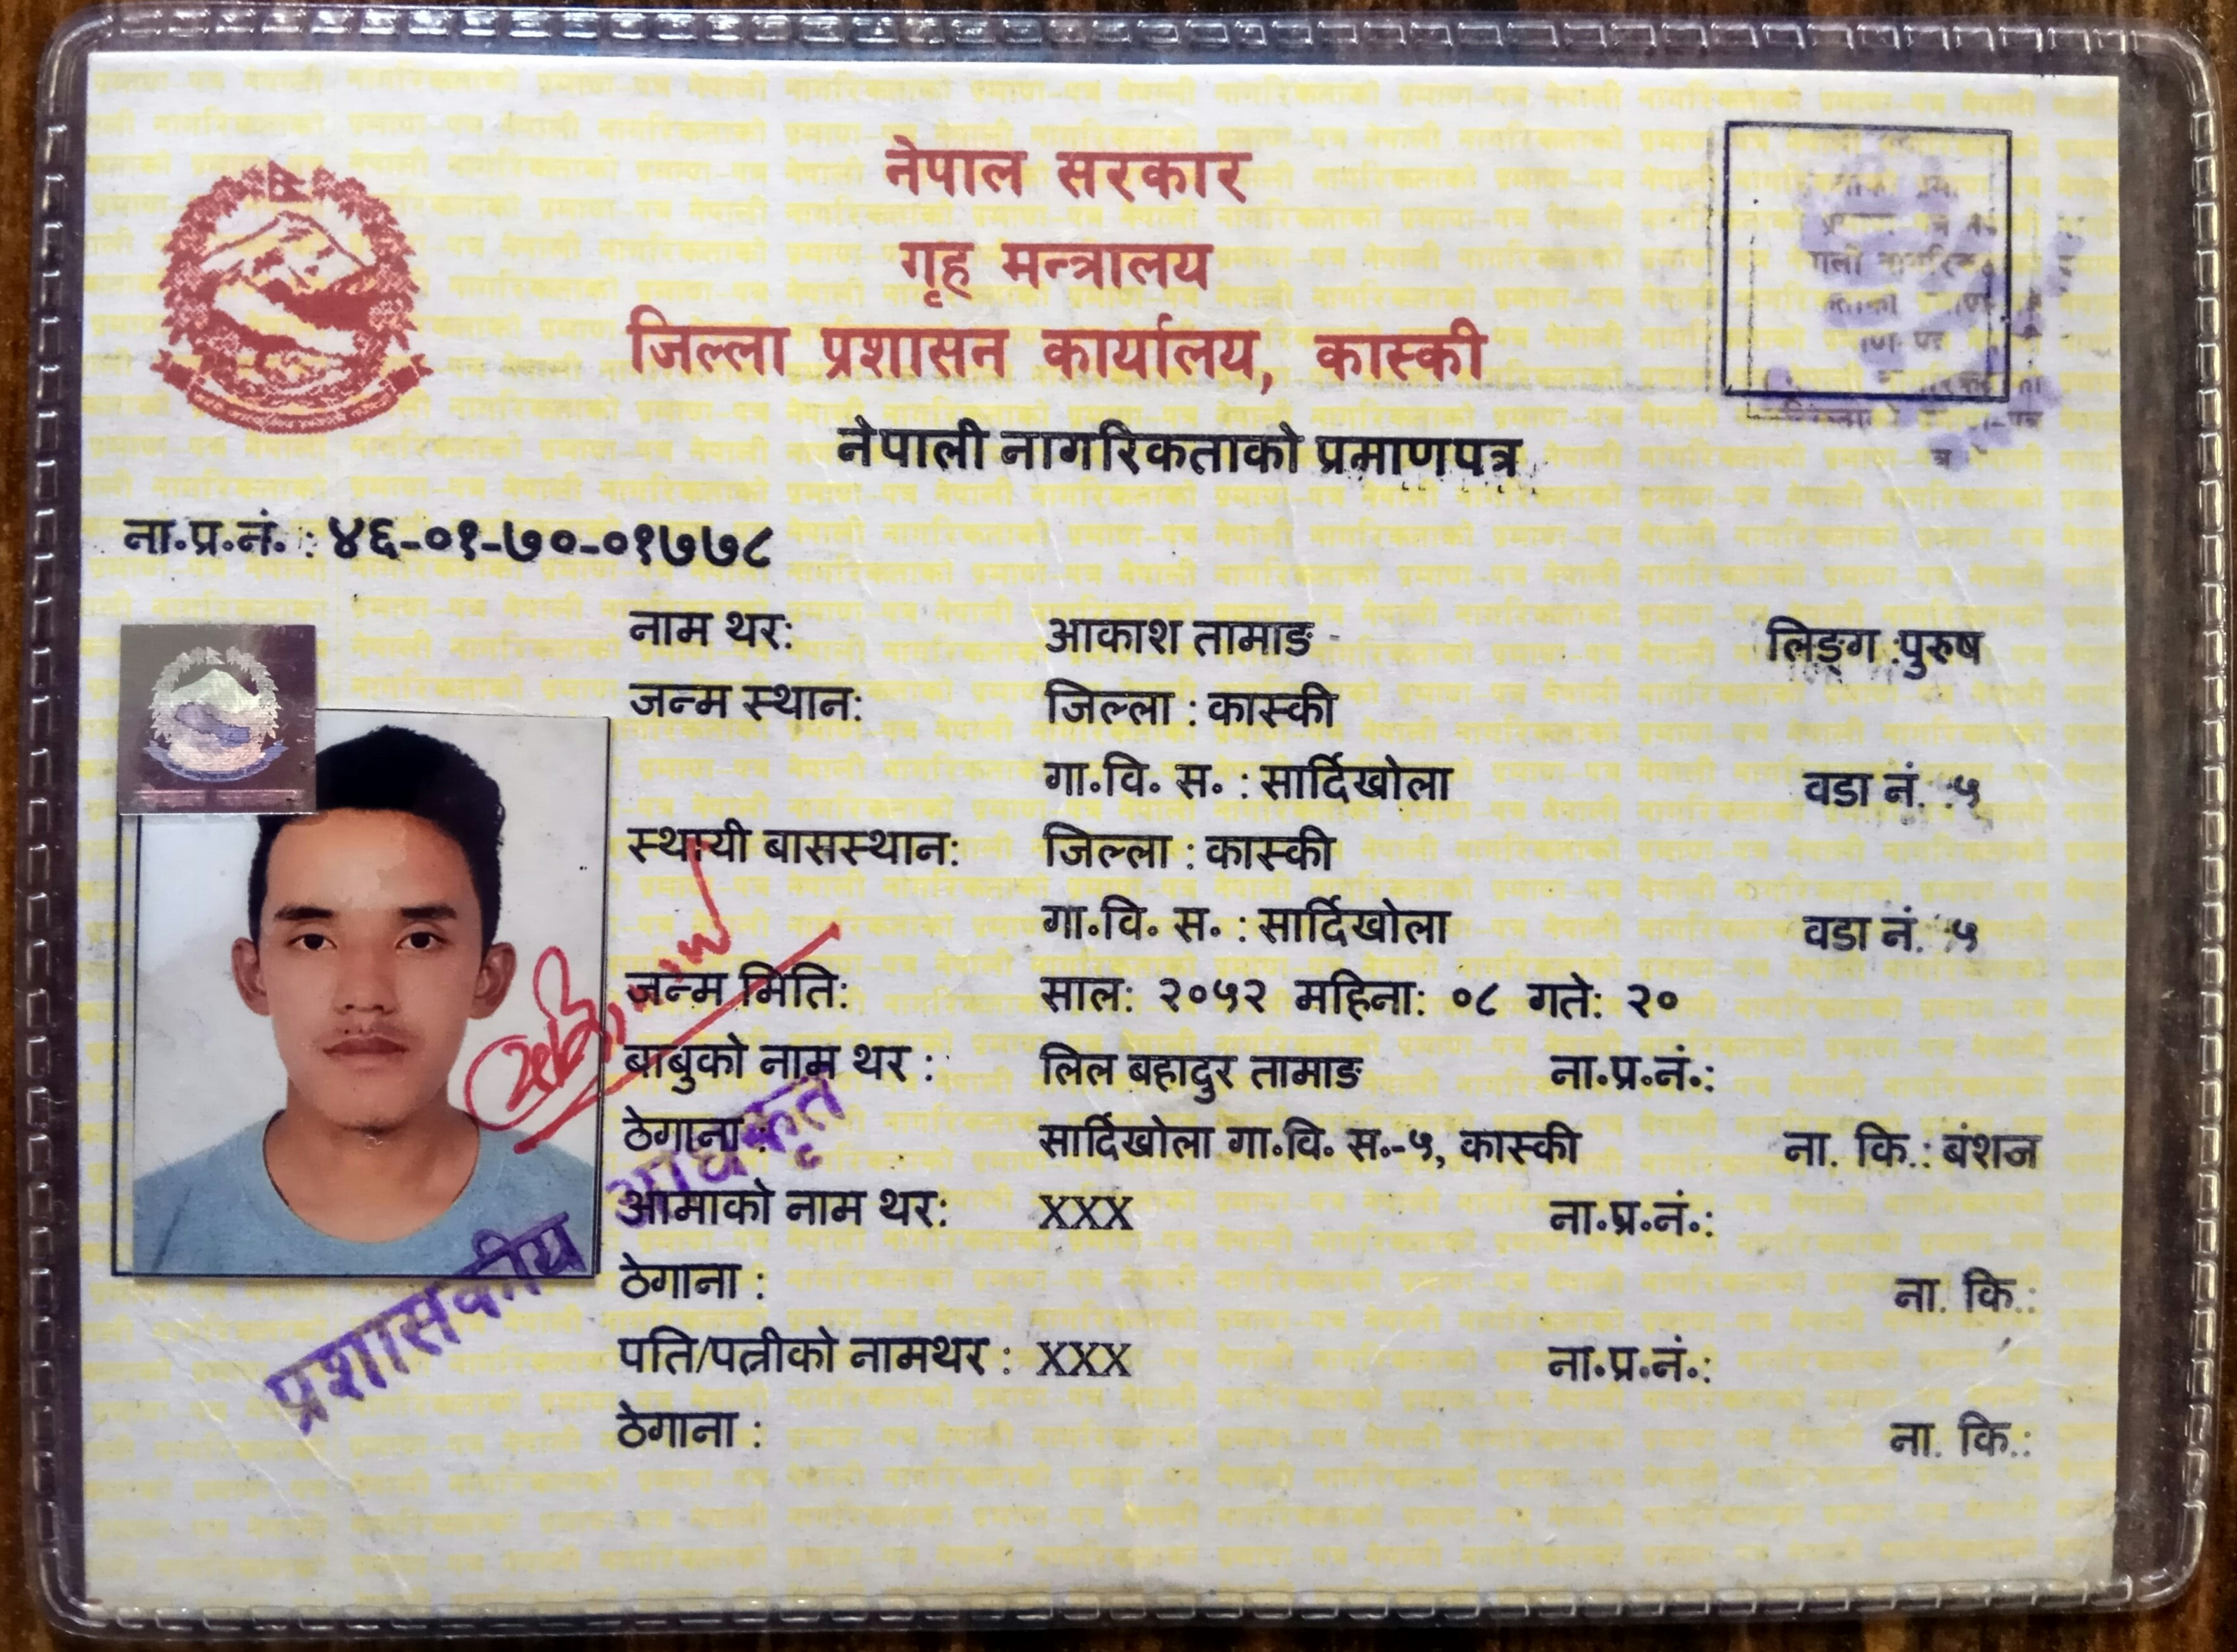 नेपाल सरकार
गृह मन्त्रालय
जिल्ला प्रशासन कार्यालय, कास्की
नेपाली नागरिकताको प्रमाणपत्र
ना॰प्र॰नं॰ : ४६-०१-७०-०१७७८
नाम थर: आकाश तामाङ लिङ्ग :पुरुष
जन्म स्थान: जिल्ला : कास्की
गा॰वि॰ स॰ : सार्दिखोला वडा नं. :५
स्थायी बासस्थान: जिल्ला : कास्की
गा॰वि॰ स॰ : सार्दिखोला वडा नं. :५
जन्म मिति: साल: २०५२ महिना: ०८ गते: २०
बाबुको नाम थर : लिल बहादुर तामाङ ना॰प्र॰नं॰:
ठेगाना : सार्दिखोला गा॰वि॰ स॰-५, कास्की ना. कि.: बंशज
आमाको नाम थर: XXX ना॰प्र॰नं॰:
ठेगाना : ना. कि.:
पति/पत्नीको नामथर : XXX ना॰प्र॰नं॰:
ठेगाना : ना. कि.:
प्रशासकीय अधिकृत